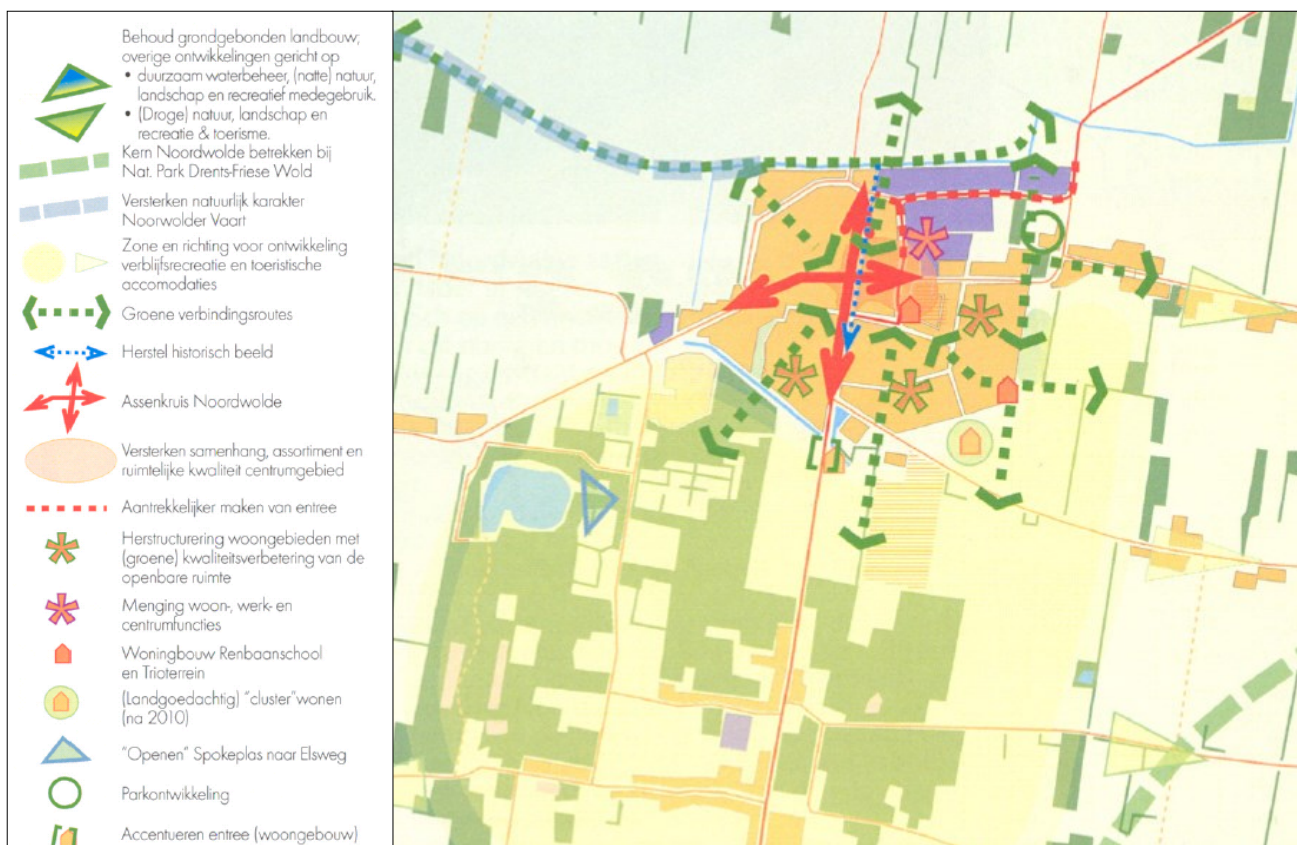 Behoud grondgebonden landbouw;
overige ontwikkelingen gericht op
• duurzaam waterbeheer, (natte) natuur,
landschap en recreatief medegebruik.
• (Droge) natuur, landschap en
recreatie & toerisme.
Kern Noordwolde betrekken bij
Nat. Park Drents-Friese Wold
Versterken natuurlijk karakter
Noorwolder Vaart
Zone en richting voor ontwikkeling
verblijfsrecreatie en toeristische
accomodaties
Groene verbindingsroutes
Herstel historisch beeld
Assenkruis Noordwolde
Versterken samenhang, assortiment en
ruimtelijke kwaliteit centrumgebied
Aantrekkelijker maken van entree
Herstructurering woongebieden met
(groene) kwaliteitsverbetering van de
openbare ruimte
Menging woon-, werk- en
centrumfuncties
Woningbouw Renbaanschool
en Trioterrein
(Landgoedachtig) "cluster"wonen
(na 2010)
"Openen" Spokeplas naar Elsweg
Parkontwikkeling
Accentueren entree (woongebouw)